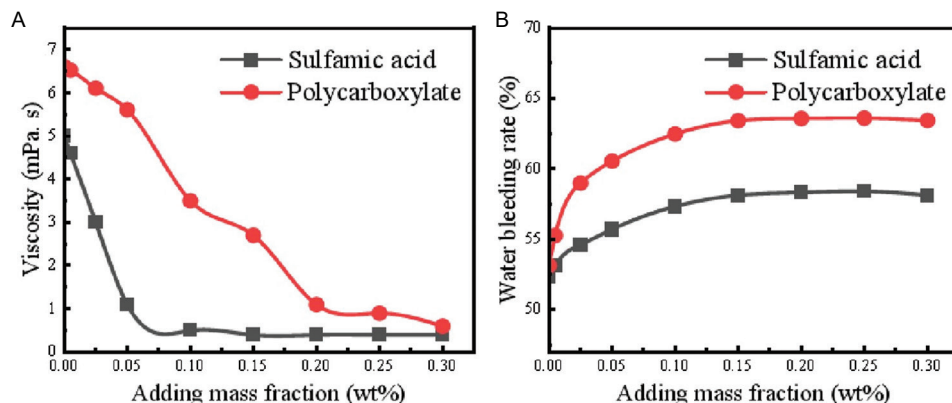 A
Viscosity (mPa. s)
7
6
5
4
3
2
1
0
Sulfamic acid
Polycarboxylate
0.00 0.05 0.10 0.15 0.20 0.25 0.30
Adding mass fraction (wt%)
B
Water bleeding rate (%)
70
65
60
55
50
Sulfamic acid
Polycarboxylate
0.00 0.05 0.10 0.15 0.20 0.25 0.30
Adding mass fraction (wt%)